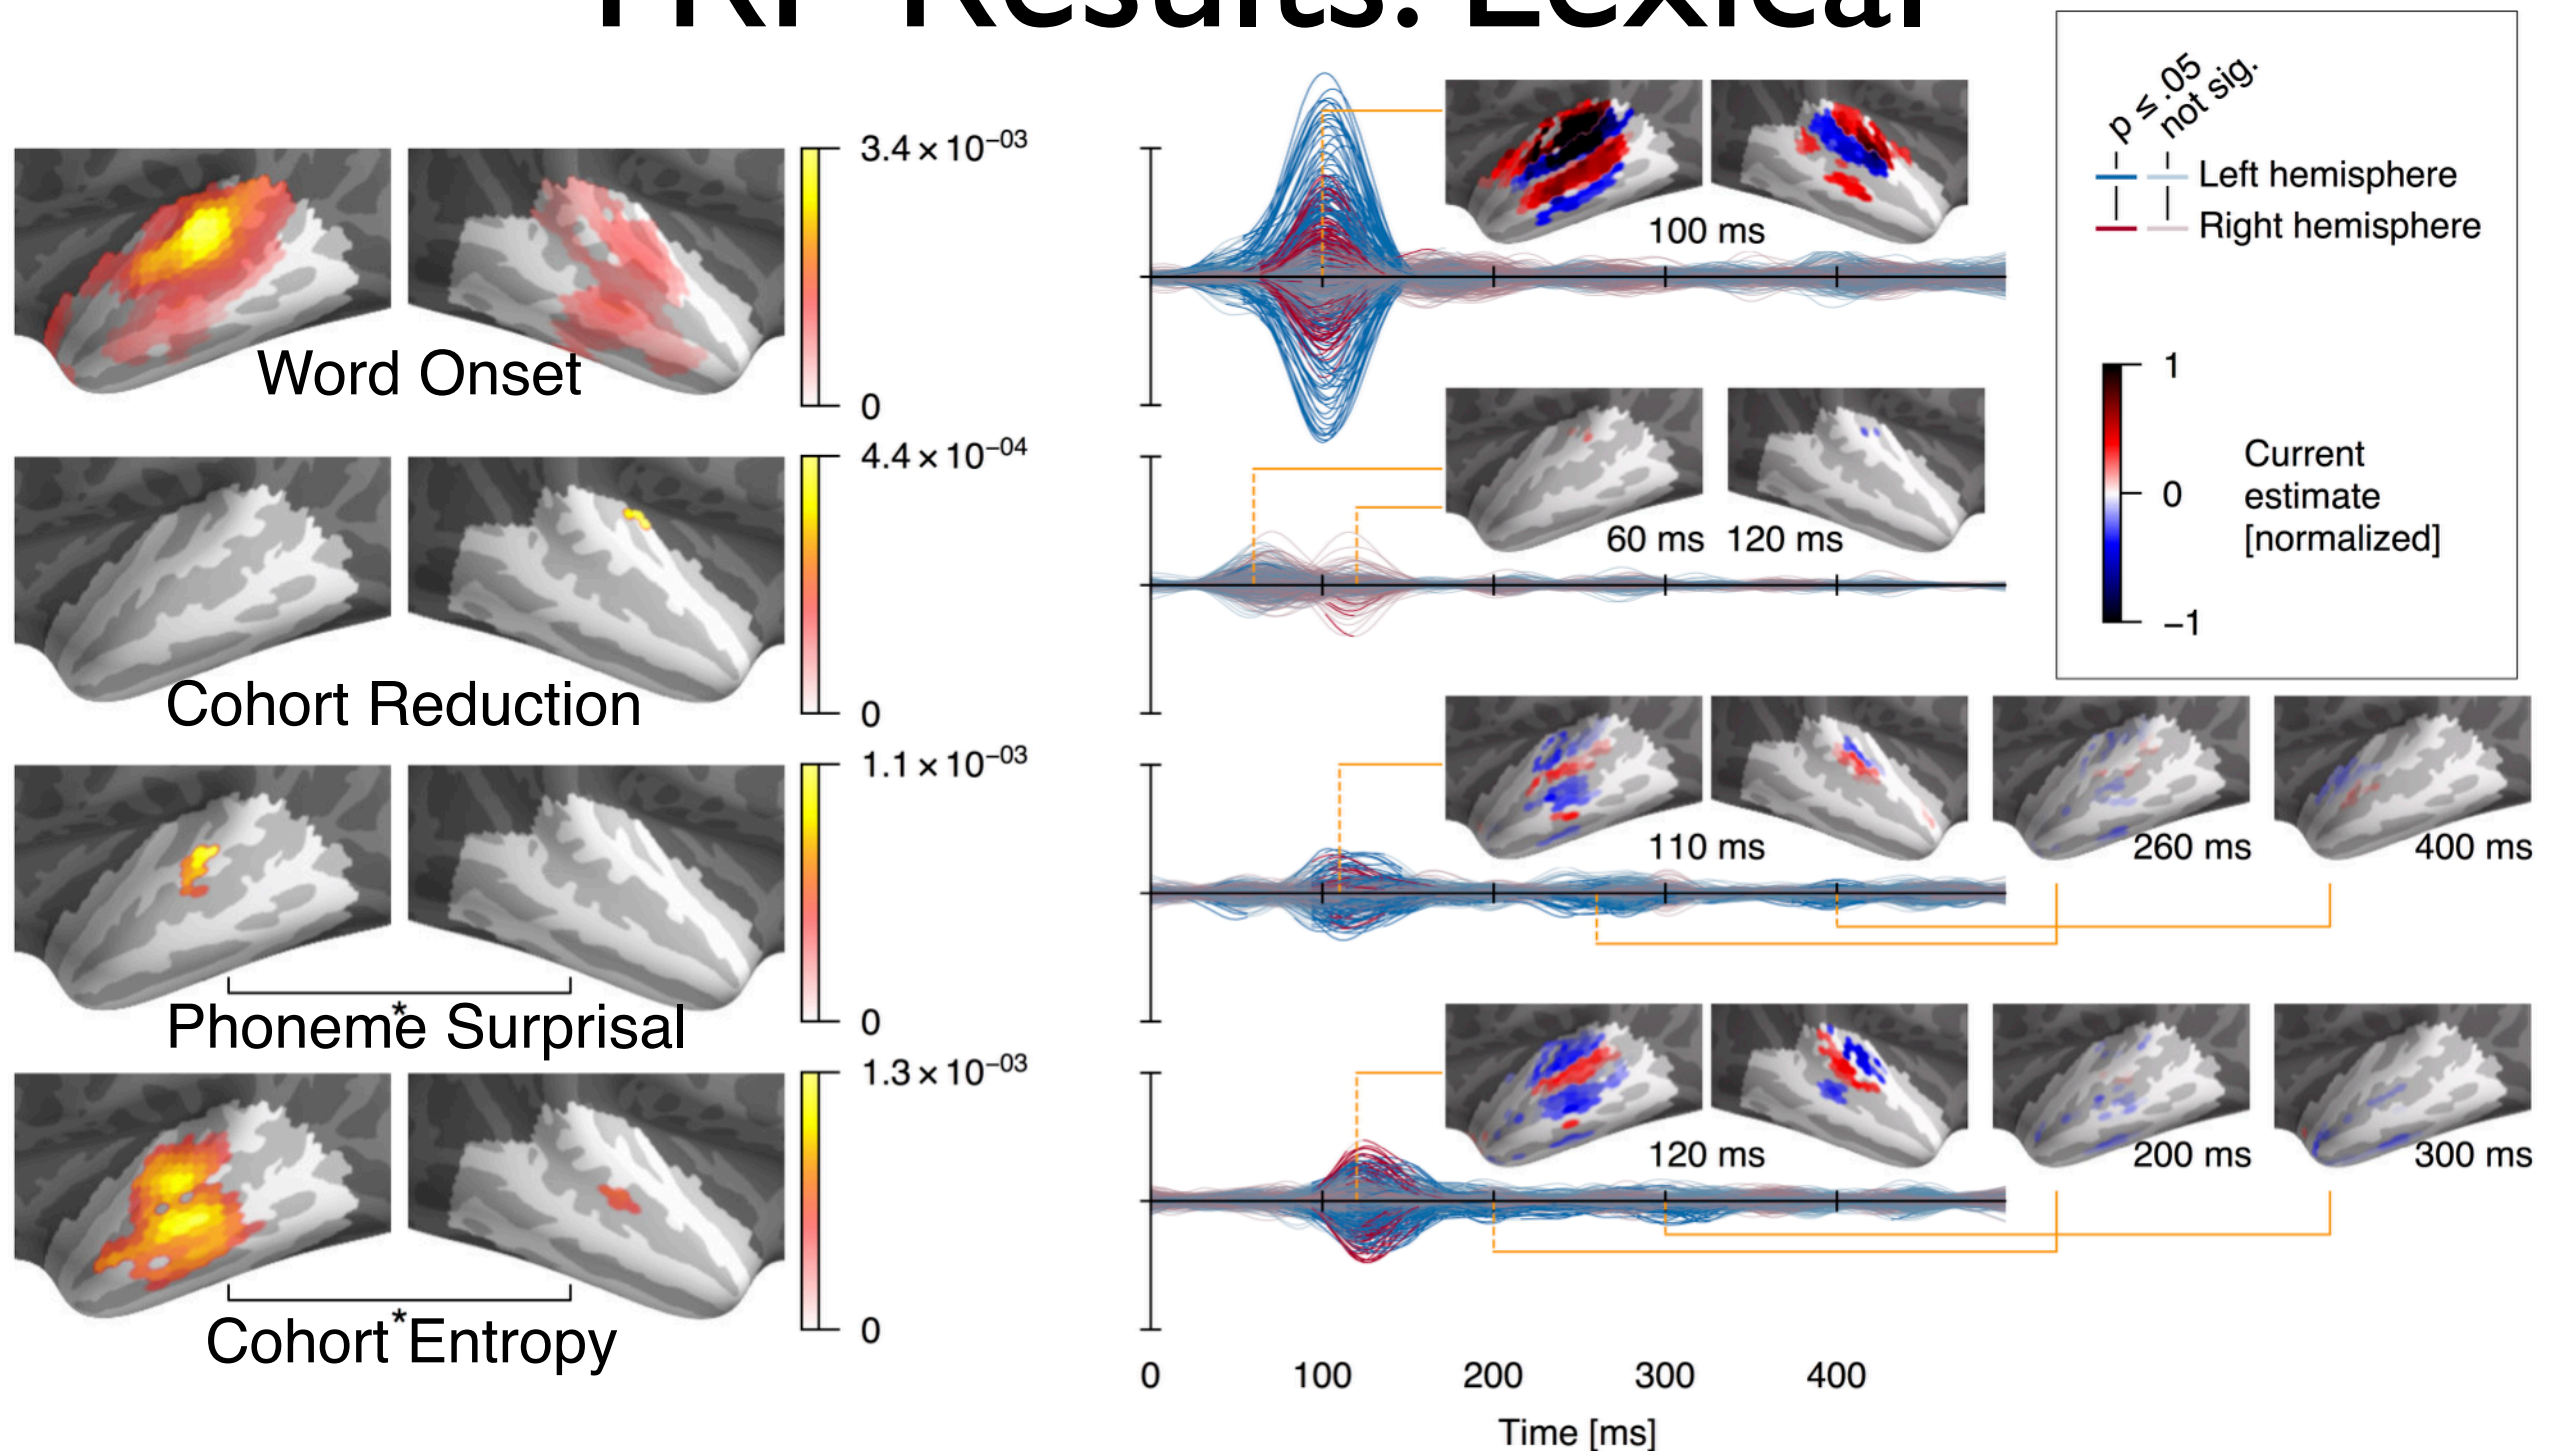 TRF Results: Lexical
3.4 × 10⁻⁰³
0
Word Onset
4.4 × 10⁻⁰⁴
0
Cohort Reduction
1.1 × 10⁻⁰³
0
*
Phoneme Surprisal
1.3 × 10⁻⁰³
0
*
Cohort Entropy
100 ms
60 ms 120 ms
110 ms
260 ms
400 ms
120 ms
200 ms
300 ms
0 100 200 300 400
Time [ms]
p ≤ .05
not sig.
Left hemisphere
Right hemisphere
1
0
−1
Current
estimate
[normalized]